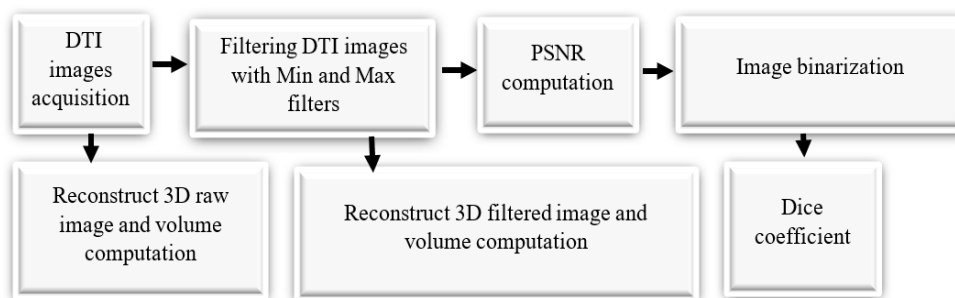 DTI
images
acquisition
Filtering DTI images
with Min and Max
filters
PSNR
computation
Image binarization
Reconstruct 3D raw
image and volume
computation
Reconstruct 3D filtered image and
volume computation
Dice
coefficient